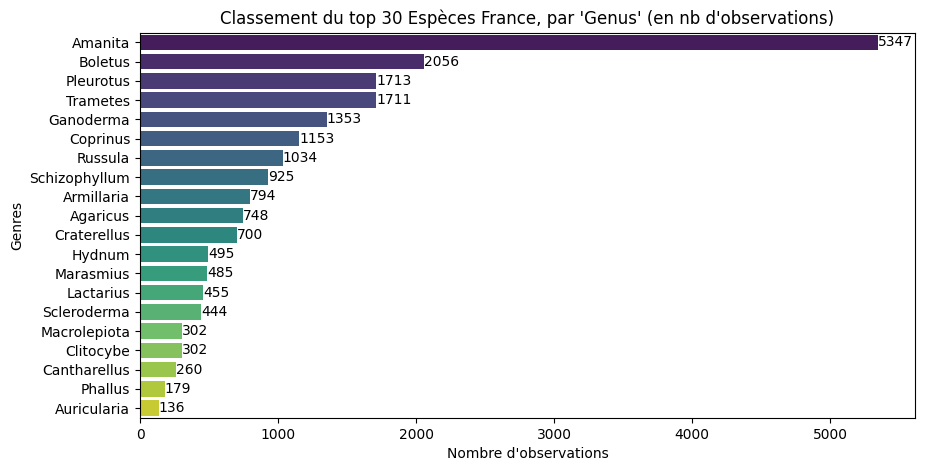 Classement du top 30 Espèces France, par 'Genus' (en nb d'observations)
Amanita 5347
Boletus 2056
Pleurotus 1713
Trametes 1711
Ganoderma 1353
Coprinus 1153
Russula 1034
Schizophyllum 925
Armillaria 794
Agaricus 748
Craterellus 700
Hydnum 495
Marasmius 485
Lactarius 455
Scleroderma 444
Macrolepiota 302
Clitocybe 302
Cantharellus 260
Phallus 179
Auricularia 136
Genres
0 1000 2000 3000 4000 5000
Nombre d'observations